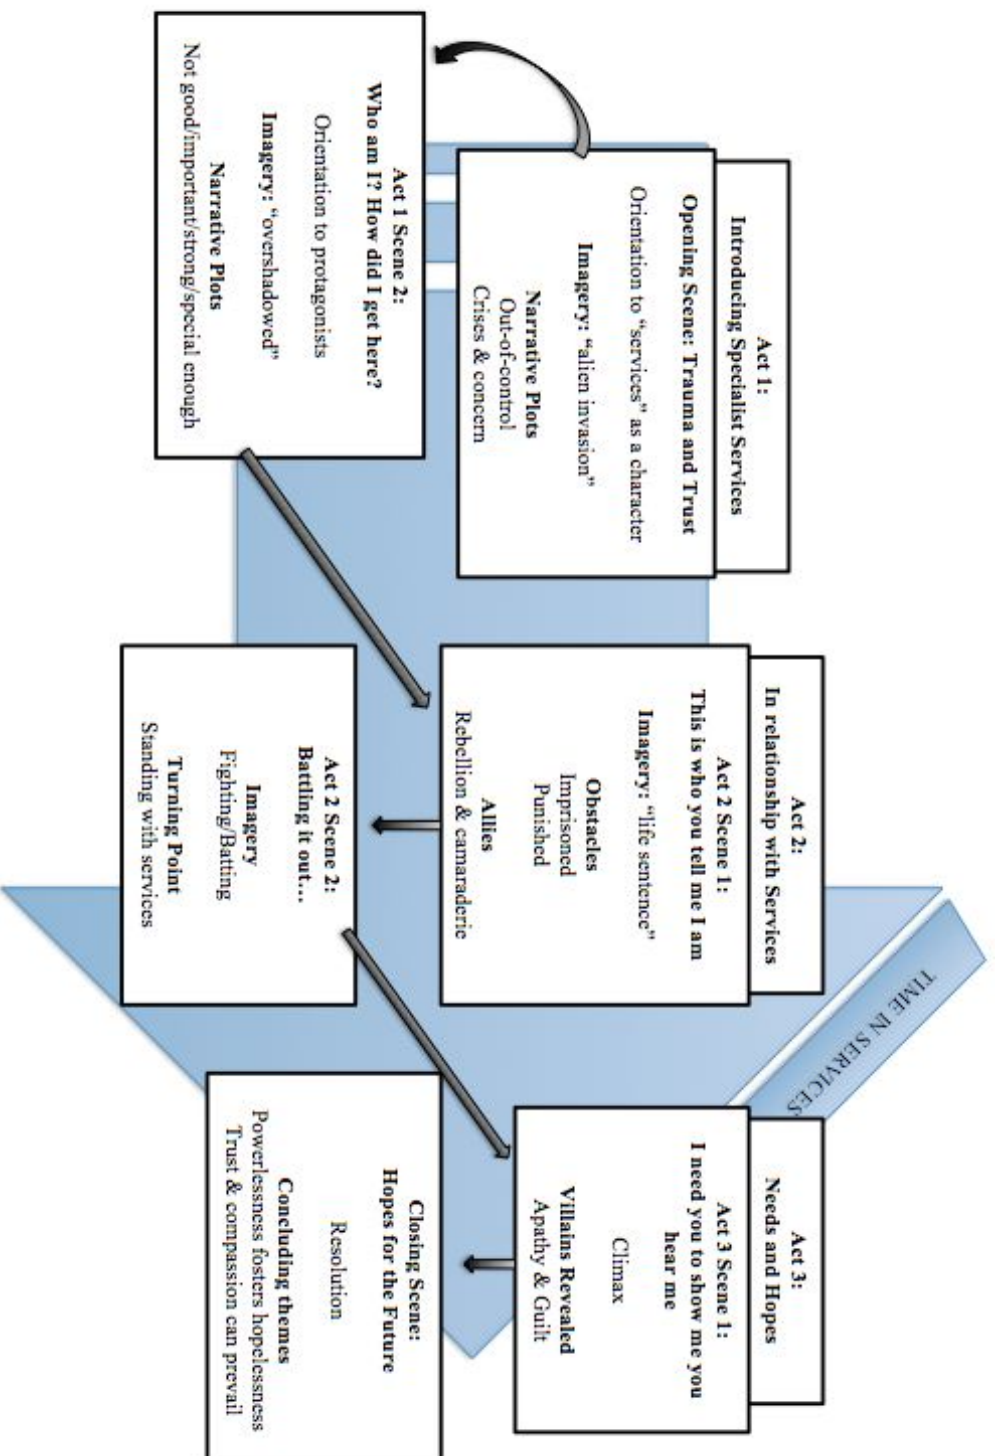 Act 1:
Introducing Specialist Services
Opening Scene: Trauma and Trust
Orientation to “services” as a character
Imagery: “alien invasion”
Narrative Plots
Out-of-control
Crises & concern
Act 1 Scene 2:
Who am I? How did I get here?
Orientation to protagonists
Imagery: “overshadowed”
Narrative Plots
Not good/important/strong/special enough
Act 2:
In relationship with Services
Act 2 Scene 1:
This is who you tell me I am
Imagery: “life sentence”
Obstacles
Imprisoned
Punished
Allies
Rebellion & camaraderie
Act 2 Scene 2:
Battling it out…
Imagery
Fighting/Batting
Turning Point
Standing with services
TIME IN SERVICES
Act 3:
Needs and Hopes
Act 3 Scene 1:
I need you to show me you
hear me
Climax
Villains Revealed
Apathy & Guilt
Closing Scene:
Hopes for the Future
Resolution
Concluding themes
Powerlessness fosters hopelessness
Trust & compassion can prevail